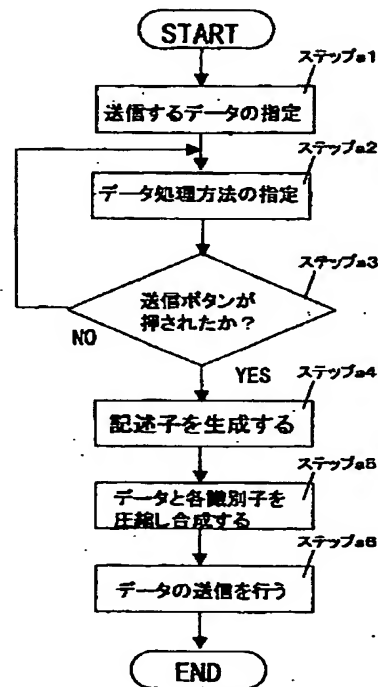 START
ステップa1
送信するデータの指定
ステップa2
データ処理方法の指定
ステップa3
送信ボタンが
押されたか？
NO
YES
ステップa4
記述子を生成する
ステップa5
データと各識別子を
圧縮し合成する
ステップa6
データの送信を行う
END